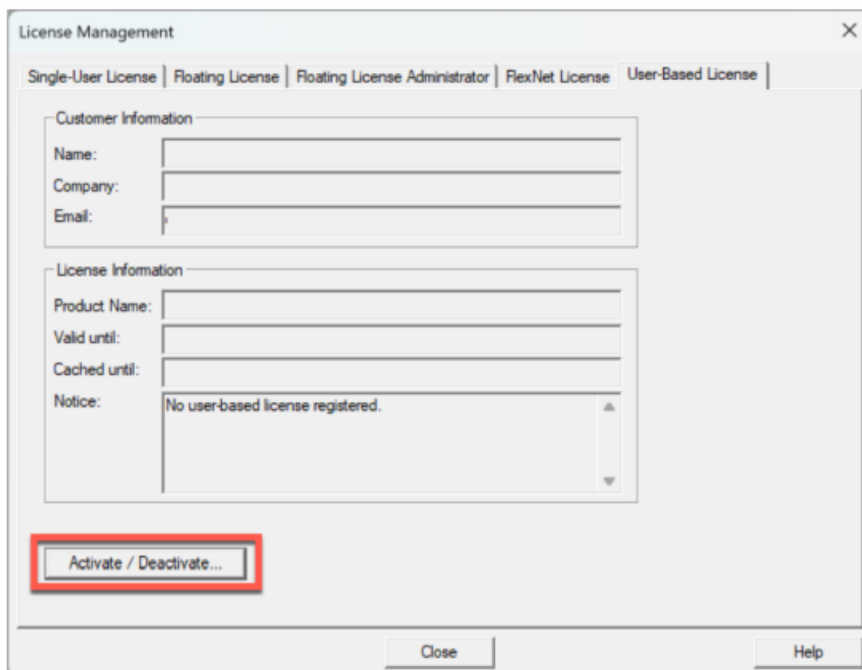 License Management
Single-User License Floating License Floating License Administrator FlexNet License User-Based License
Customer Information
Name:
Company:
Email:
License Information
Product Name:
Valid until:
Cached until:
Notice: No user-based license registered.
Activate / Deactivate...
Close Help